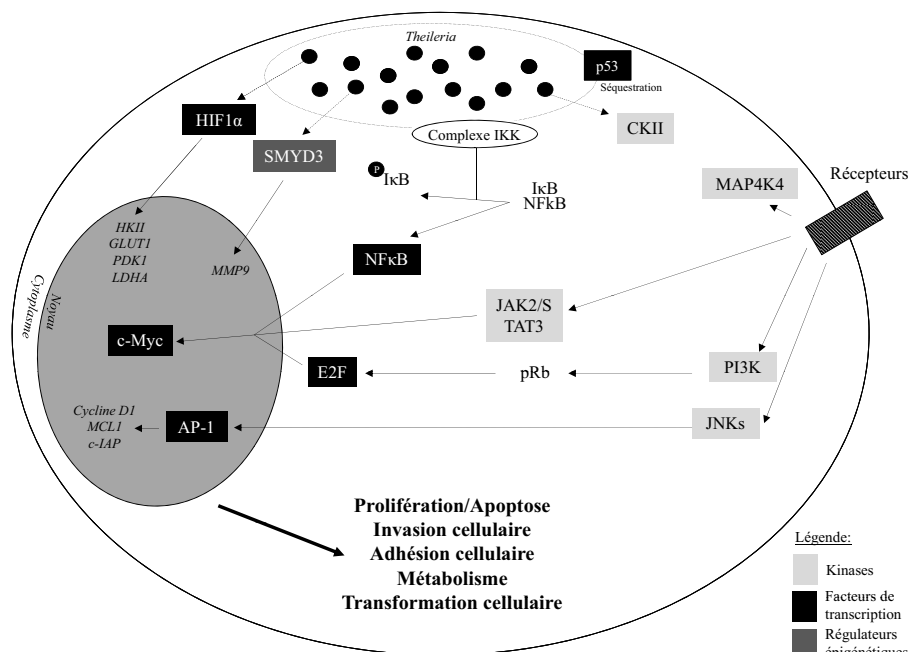 Theileria
p53
Séquestration
HIF1α
CKII
Complexe IKK
SMYD3
P
IκB
IκB
NFkB
MAP4K4
Récepteurs
HKII
GLUT1
PDK1
LDHA
MMP9
NFκB
Cytoplasme
Noyau
JAK2/S
TAT3
c-Myc
E2F
pRb
PI3K
Cycline D1
MCL1
c-IAP
AP-1
JNKs
Prolifération/Apoptose
Invasion cellulaire
Adhésion cellulaire
Métabolisme
Transformation cellulaire
Légende:
Kinases
Facteurs de
transcription
Régulateurs
épigénétiques